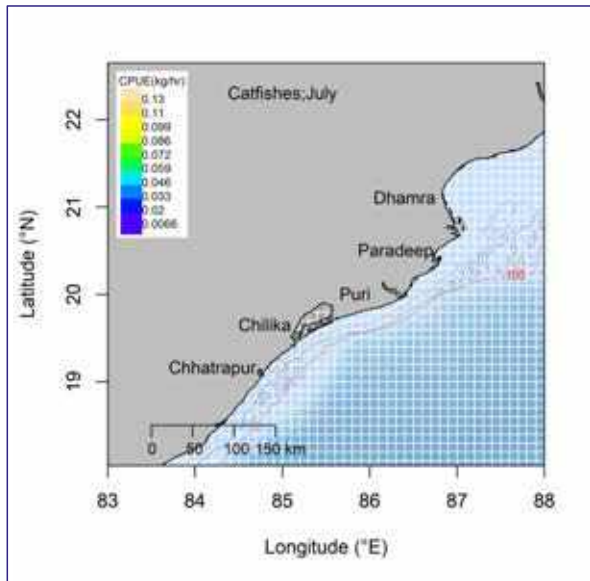 CPUE(kg/hr)
0.13
0.11
0.099
0.086
0.072
0.059
0.046
0.033
0.02
0.0066
Catfishes;July
Dhamra
Paradeep
100
Puri
Chilika
Chhatrapur
0 50 100 150 km
22
21
20
19
Latitude (°N)
83 84 85 86 87 88
Longitude (°E)